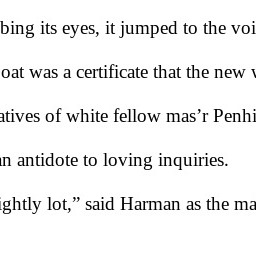 bing its eyes, it jumped to the voi
oat was a certificate that the new
atives of white fellow mas’r Penhi
an antidote to loving inquiries.
ightly lot,” said Harman as the ma